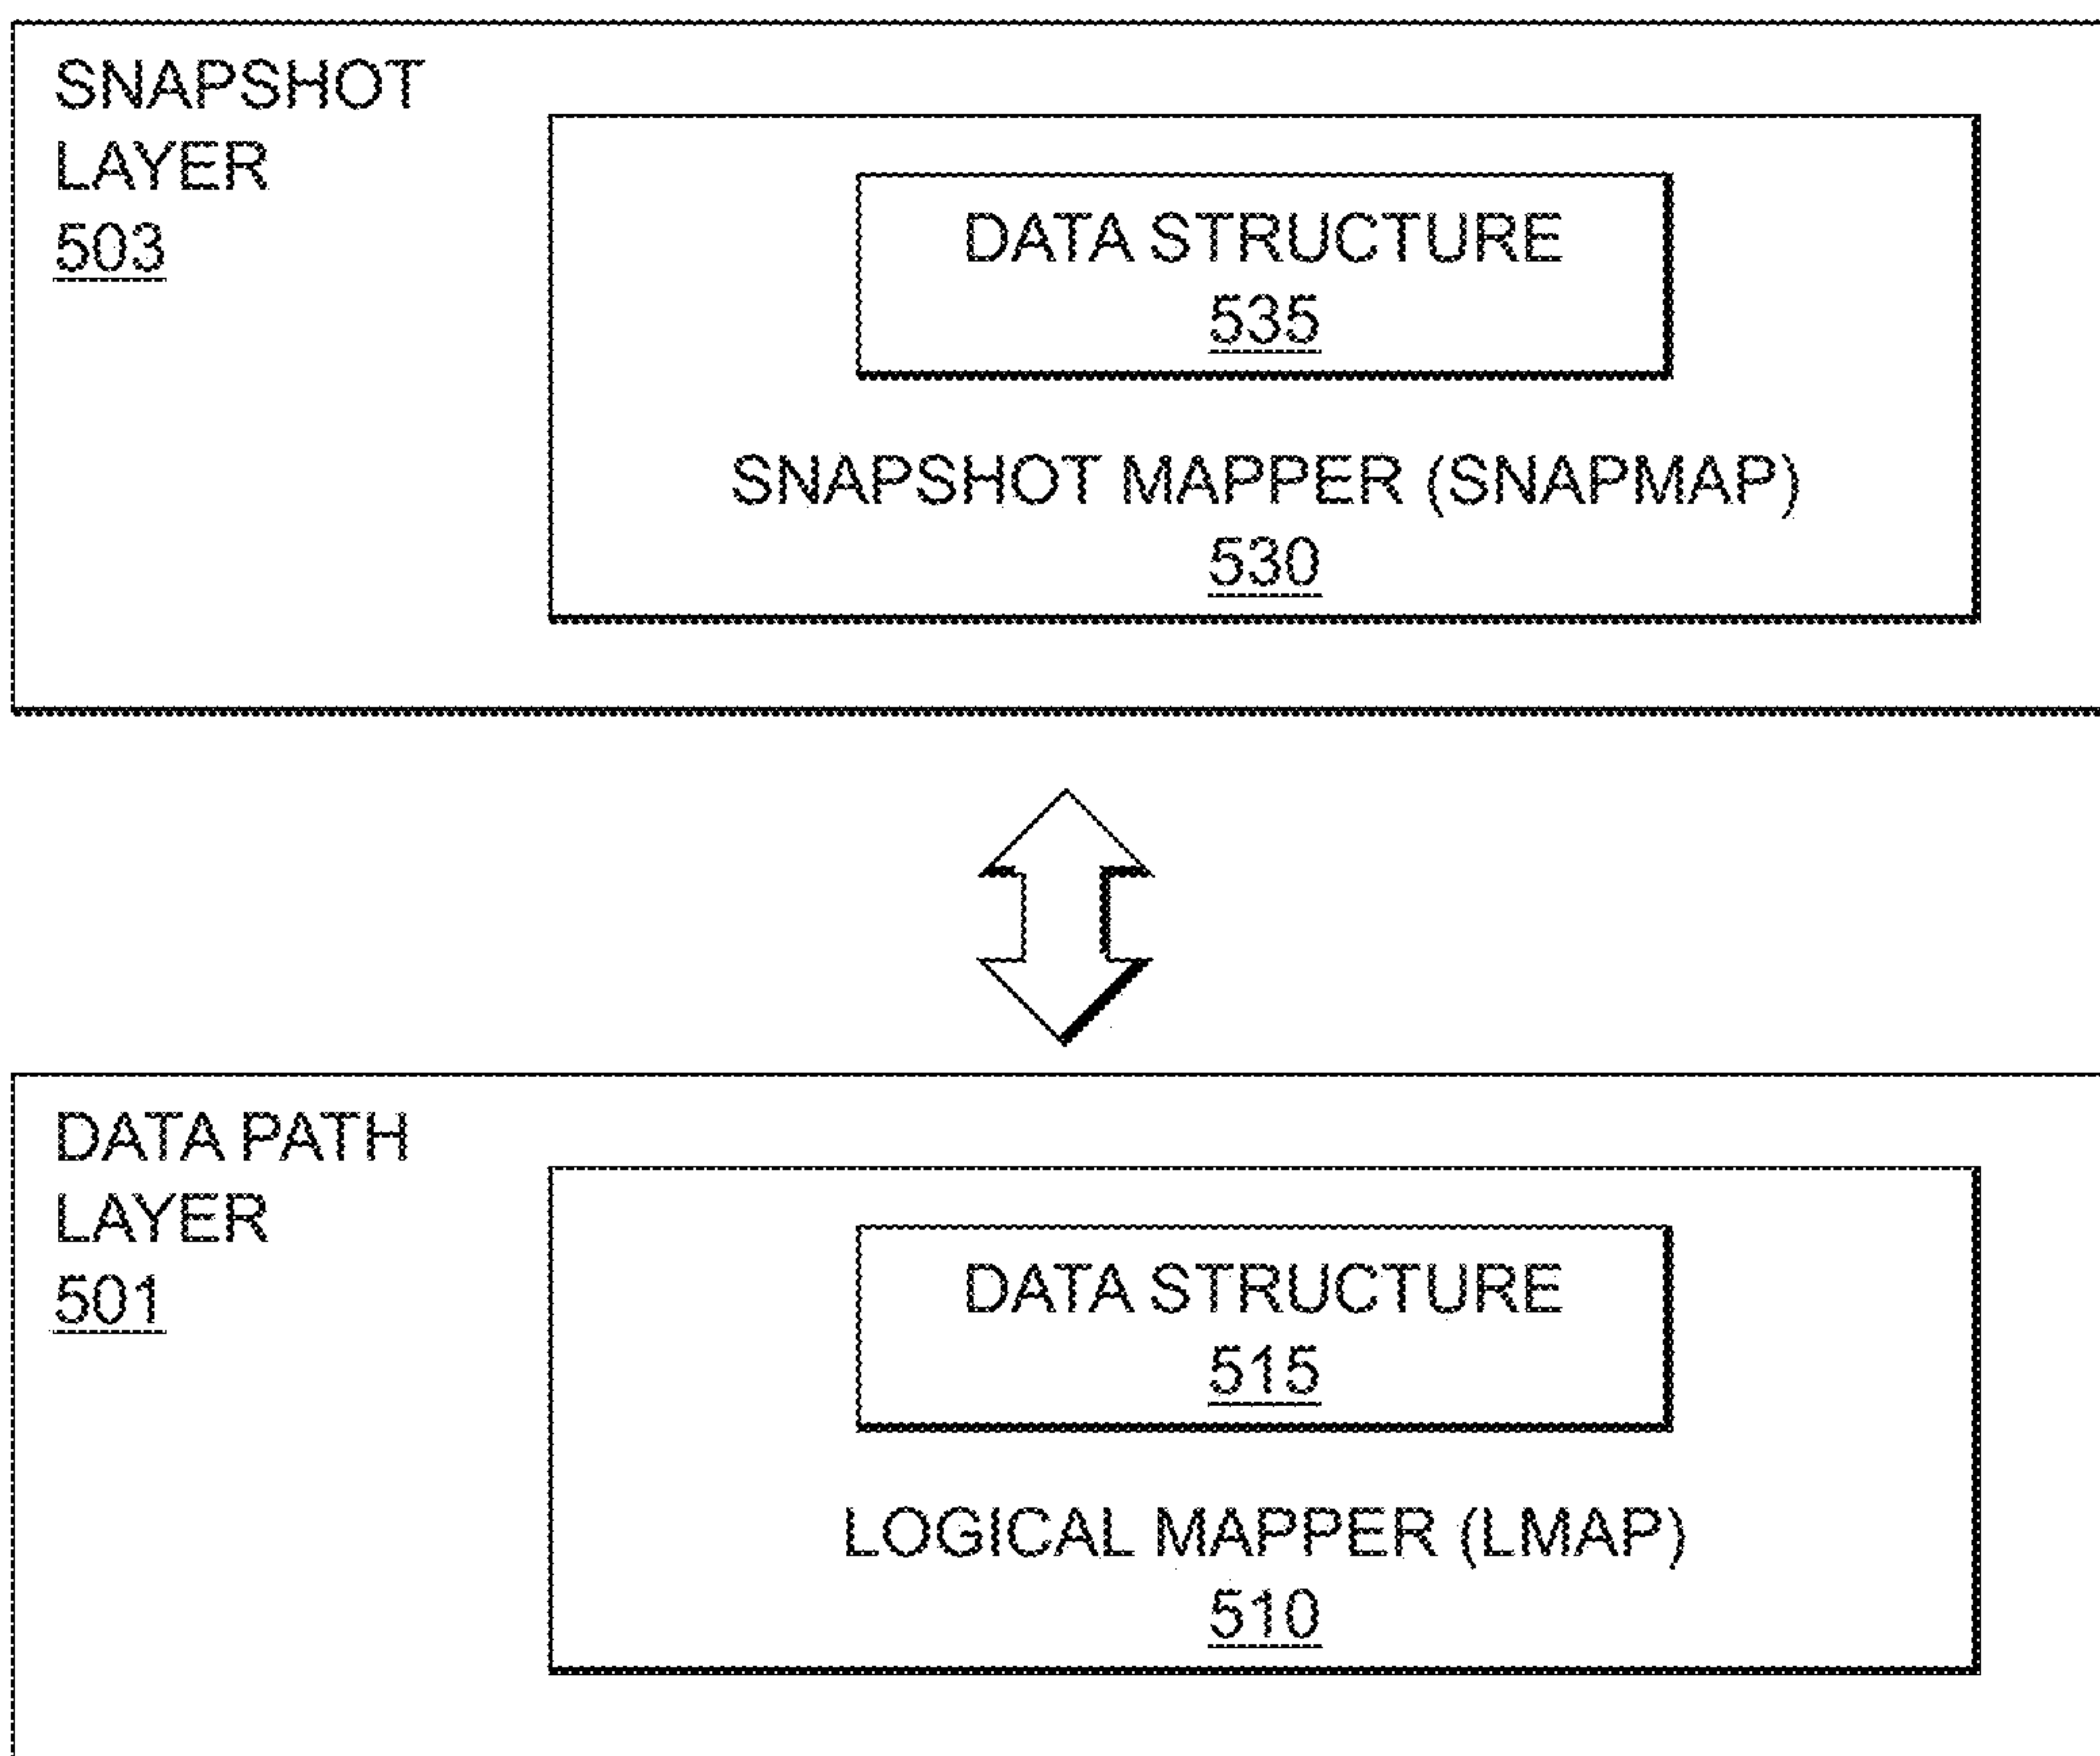 SNAPSHOT
LAYER
503
DATA STRUCTURE
535
SNAPSHOT MAPPER (SNAPMAP)
530
DATA PATH
LAYER
501
DATA STRUCTURE
515
LOGICAL MAPPER (LMAP)
510